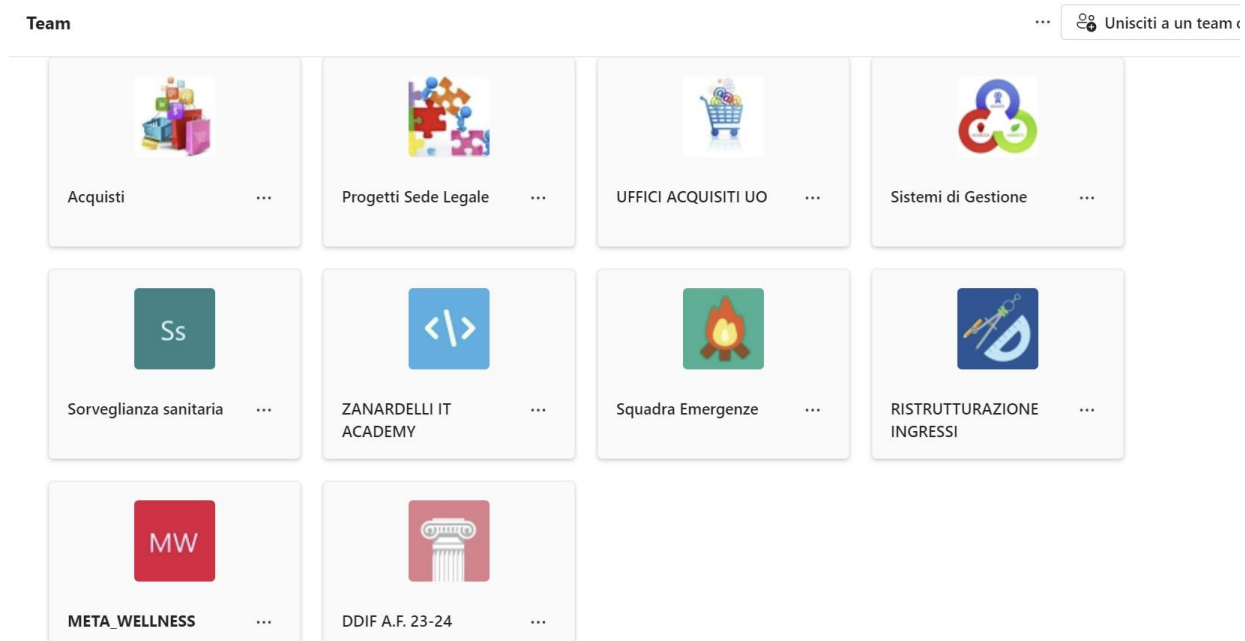 Team
··· Unisciti a un team o
Acquisti ···
Progetti Sede Legale ···
UFFICI ACQUISITI UO ···
Sistemi di Gestione ···
Ss
</>
Sorveglianza sanitaria ···
ZANARDELLI IT
ACADEMY ···
Squadra Emergenze ···
RISTRUTTURAZIONE
INGRESSI ···
MW
META_WELLNESS ···
DDIF A.F. 23-24 ···